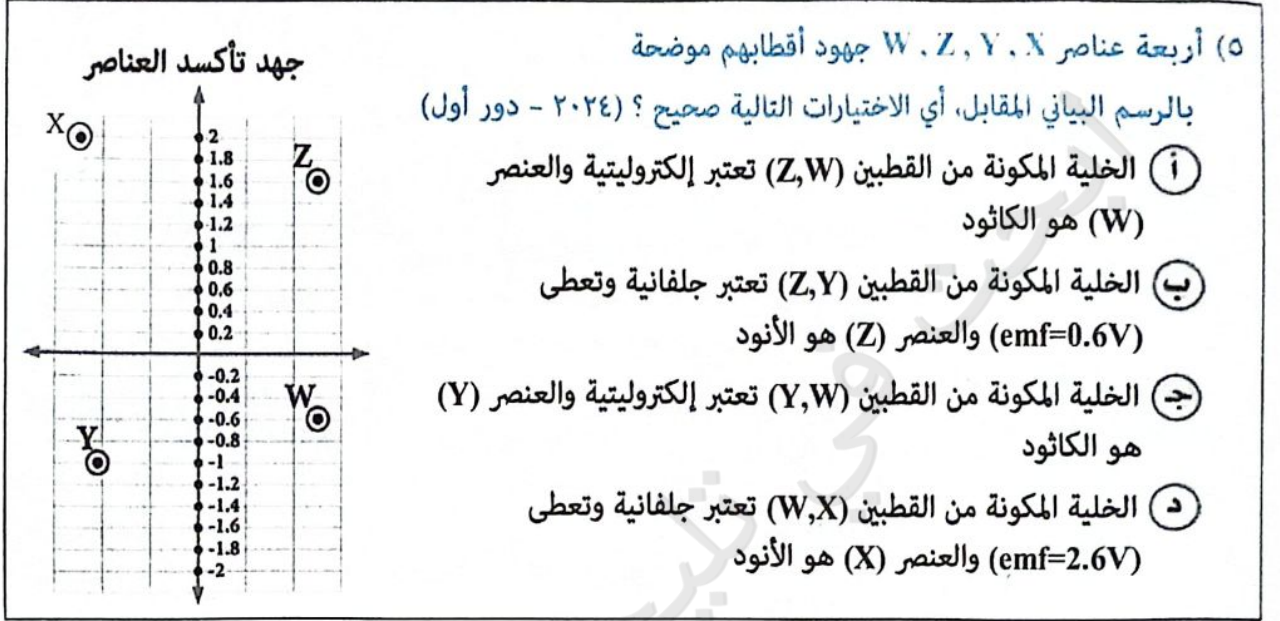 ٥) أربعة عناصر W ، Z ، Y ، X جهود أقطابهم موضحة
بالرسم البياني المقابل، أي الاختيارات التالية صحيح ؟ (٢٠٢٤ - دور أول)
أ الخلية المكونة من القطبين (Z,W) تعتبر إلكتروليتية والعنصر
(W) هو الكاثود
ب الخلية المكونة من القطبين (Z,Y) تعتبر جلفانية وتعطى
(emf=0.6V) والعنصر (Z) هو الأنود
جـ الخلية المكونة من القطبين (Y,W) تعتبر إلكتروليتية والعنصر (Y)
هو الكاثود
د الخلية المكونة من القطبين (W,X) تعتبر جلفانية وتعطى
(emf=2.6V) والعنصر (X) هو الأنود
جهد تأكسد العناصر
X
Z
2
1.8
1.6
1.4
1.2
1
0.8
0.6
0.4
0.2
-0.2
-0.4
W
-0.6
-0.8
Y
-1
-1.2
-1.4
-1.6
-1.8
-2